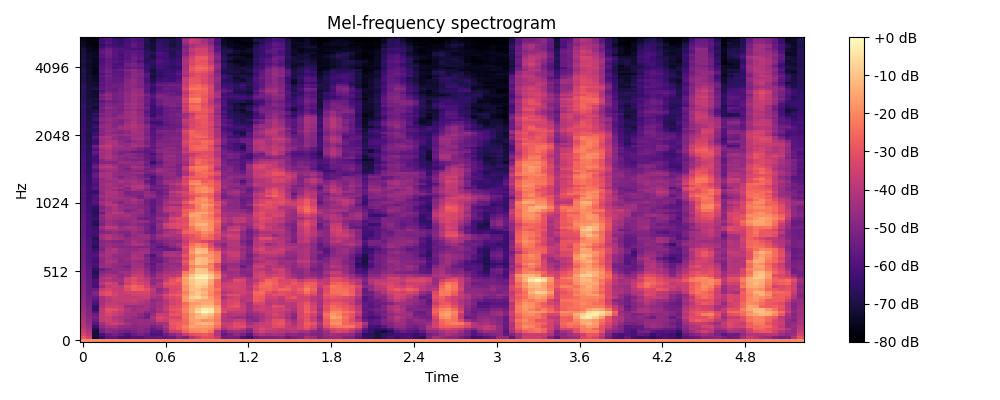 Mel-frequency spectrogram
+0 dB
4096
-10 dB
-20 dB
2048
-30 dB
Hz
1024
-40 dB
-50 dB
512
-60 dB
-70 dB
0
-80 dB
0 0.6 1.2 1.8 2.4 3 3.6 4.2 4.8
Time